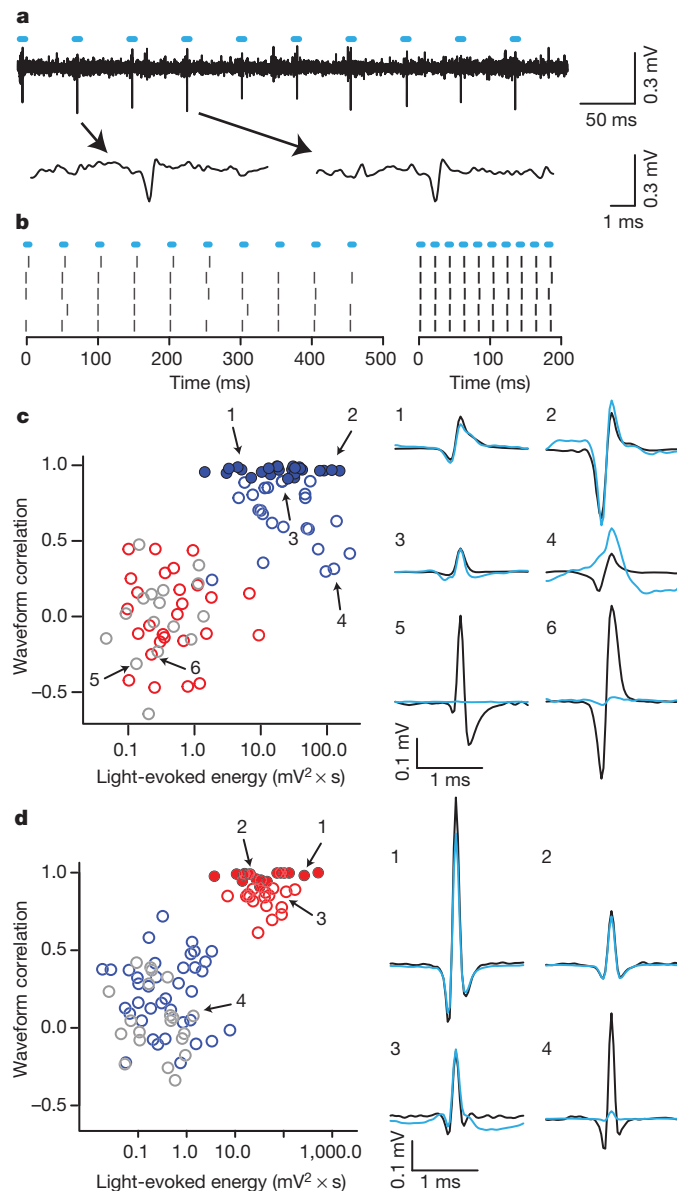 a
0.3 mV
50 ms
0.3 mV
1 ms
b
0 100 200 300 400 500
Time (ms)
0 100 200
Time (ms)
c
Waveform correlation
1.0
0.5
0.0
−0.5
0.1 1.0 10.0 100.0
Light-evoked energy (mV² × s)
1
2
3
4
5
6
1
2
3
4
5
6
0.1 mV
1 ms
d
Waveform correlation
1.0
0.5
0.0
−0.5
0.1 1.0 10.0 1,000.0
Light-evoked energy (mV² × s)
2
1
3
4
1
2
3
4
0.1 mV
1 ms